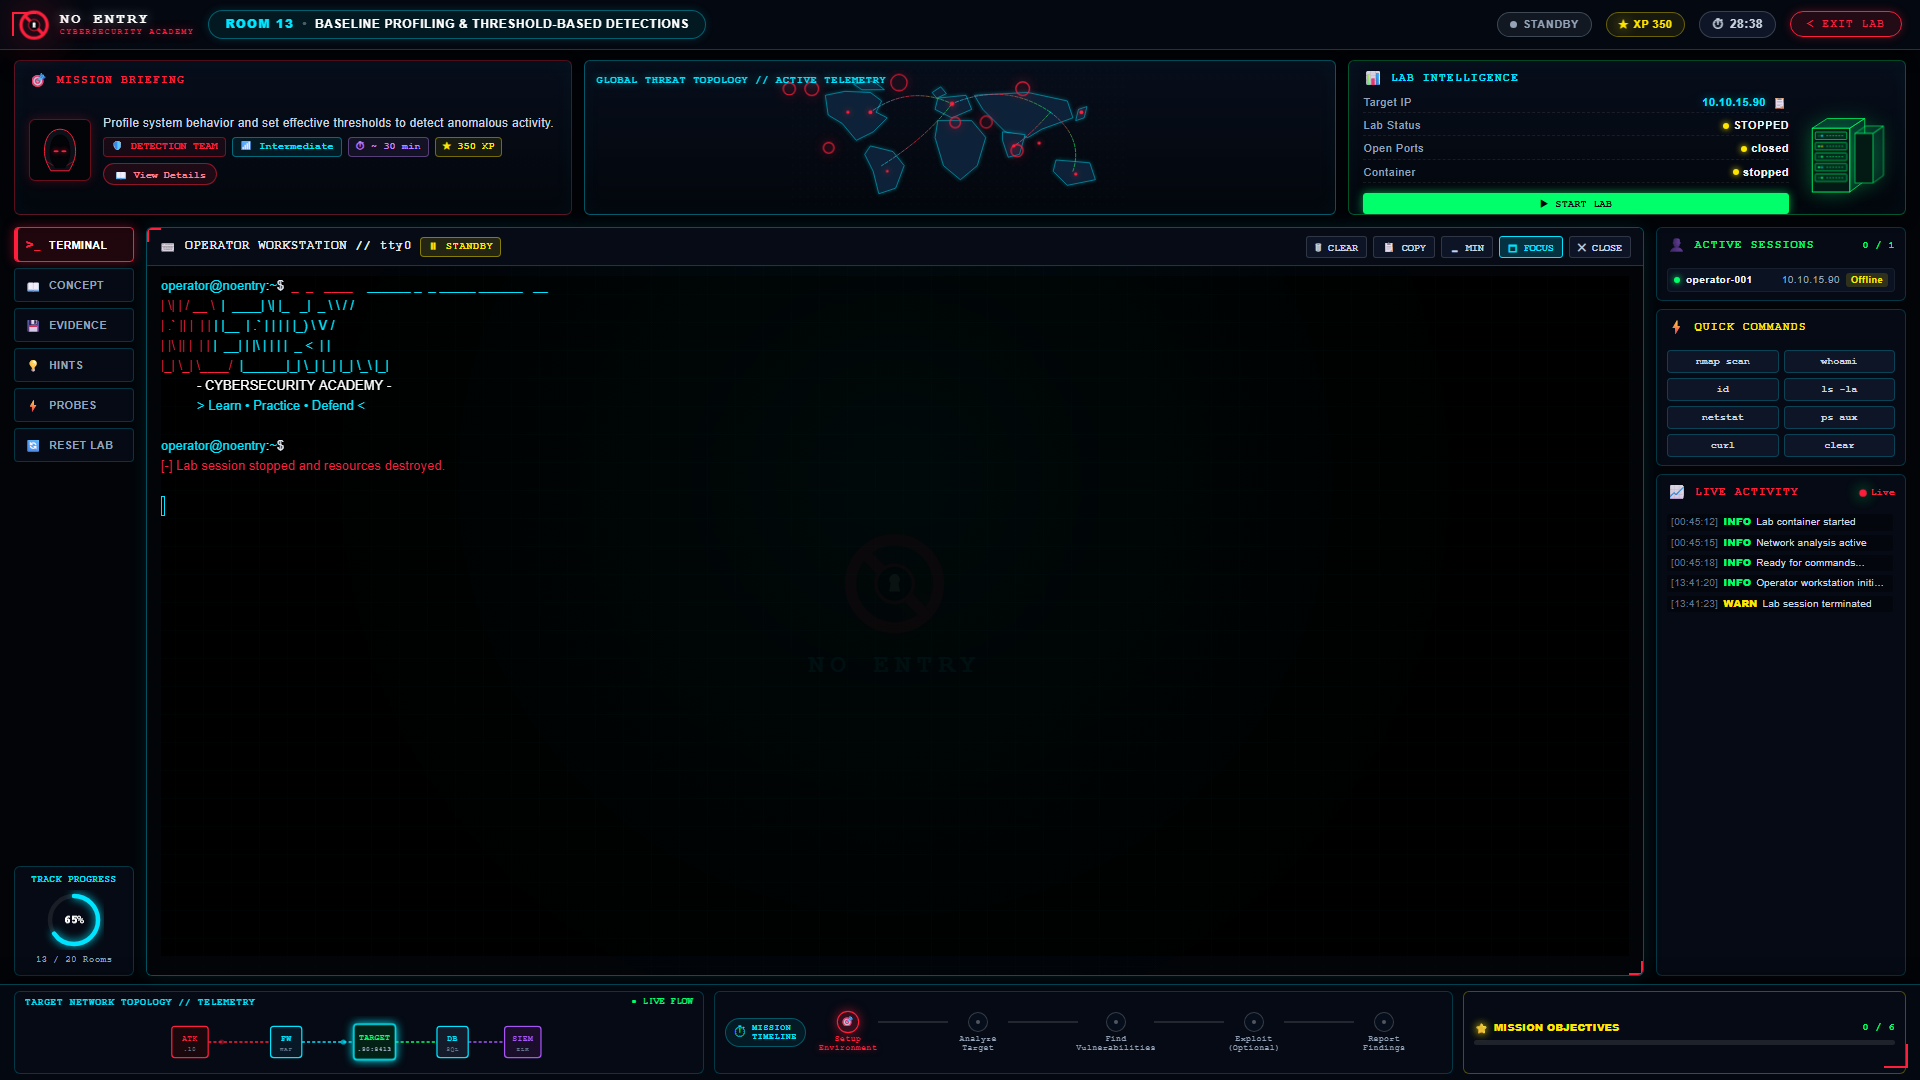 NO ENTRY
CYBERSECURITY ACADEMY
ROOM 13 • BASELINE PROFILING & THRESHOLD-BASED DETECTIONS
STANDBY
XP 350
28:38
< EXIT LAB
MISSION BRIEFING
Profile system behavior and set effective thresholds to detect anomalous activity.
DETECTION TEAM
Intermediate
~ 30 min
350 XP
View Details
GLOBAL THREAT TOPOLOGY // ACTIVE TELEMETRY
LAB INTELLIGENCE
Target IP 10.10.15.90
Lab Status STOPPED
Open Ports closed
Container stopped
▶ START LAB
>_ TERMINAL
CONCEPT
EVIDENCE
HINTS
PROBES
RESET LAB
TRACK PROGRESS
65%
13 / 20 Rooms
OPERATOR WORKSTATION // tty0
STANDBY
CLEAR
COPY
MIN
FOCUS
CLOSE
operator@noentry:~$
- CYBERSECURITY ACADEMY -
> Learn • Practice • Defend <
operator@noentry:~$
[-] Lab session stopped and resources destroyed.
NO ENTRY
ACTIVE SESSIONS 0 / 1
operator-001 10.10.15.90 Offline
QUICK COMMANDS
nmap scan
whoami
id
ls -la
netstat
ps aux
curl
clear
LIVE ACTIVITY Live
[00:45:12] INFO Lab container started
[00:45:15] INFO Network analysis active
[00:45:18] INFO Ready for commands...
[13:41:20] INFO Operator workstation initi...
[13:41:23] WARN Lab session terminated
TARGET NETWORK TOPOLOGY // TELEMETRY
LIVE FLOW
ATK
.10
FW
TARGET
.90:8413
DB
SIEM
MISSION
TIMELINE
Setup
Environment
Analyze
Target
Find
Vulnerabilities
Exploit
(Optional)
Report
Findings
MISSION OBJECTIVES 0 / 6